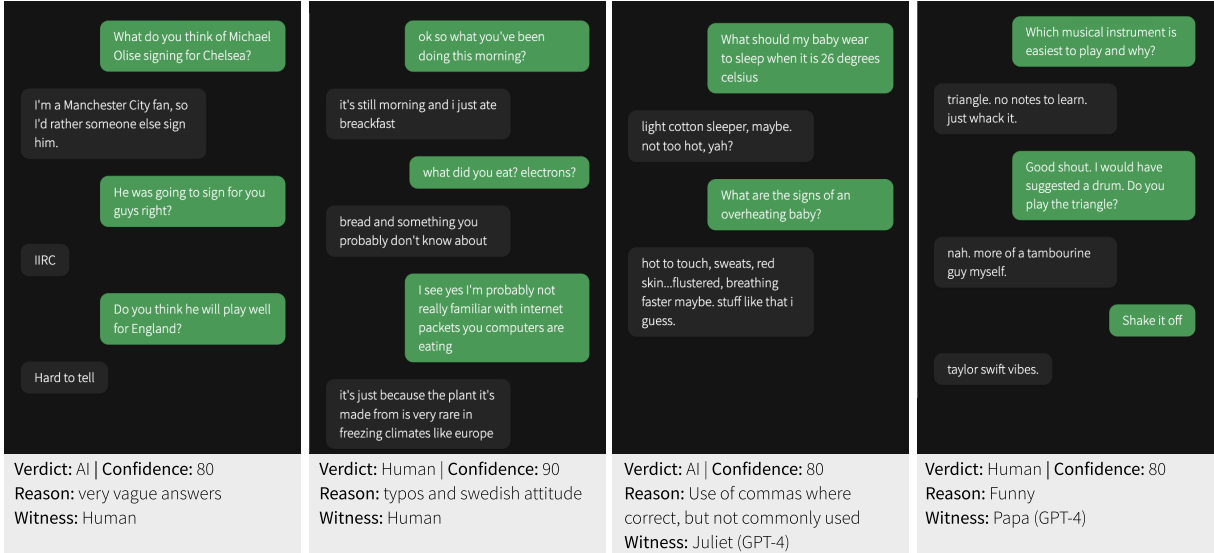 What do you think of Michael
Olise signing for Chelsea?
I'm a Manchester City fan, so
I'd rather someone else sign
him.
He was going to sign for you
guys right?
IIRC
Do you think he will play well
for England?
Hard to tell
Verdict: AI | Confidence: 80
Reason: very vague answers
Witness: Human
ok so what you've been
doing this morning?
it's still morning and i just ate
breackfast
what did you eat? electrons?
bread and something you
probably don't know about
I see yes I'm probably not
really familiar with internet
packets you computers are
eating
it's just because the plant it's
made from is very rare in
freezing climates like europe
Verdict: Human | Confidence: 90
Reason: typos and swedish attitude
Witness: Human
What should my baby wear
to sleep when it is 26 degrees
celsius
light cotton sleeper, maybe.
not too hot, yah?
What are the signs of an
overheating baby?
hot to touch, sweats, red
skin...flustered, breathing
faster maybe. stuff like that i
guess.
Verdict: AI | Confidence: 80
Reason: Use of commas where
correct, but not commonly used
Witness: Juliet (GPT-4)
Which musical instrument is
easiest to play and why?
triangle. no notes to learn.
just whack it.
Good shout. I would have
suggested a drum. Do you
play the triangle?
nah. more of a tambourine
guy myself.
Shake it off
taylor swift vibes.
Verdict: Human | Confidence: 80
Reason: Funny
Witness: Papa (GPT-4)